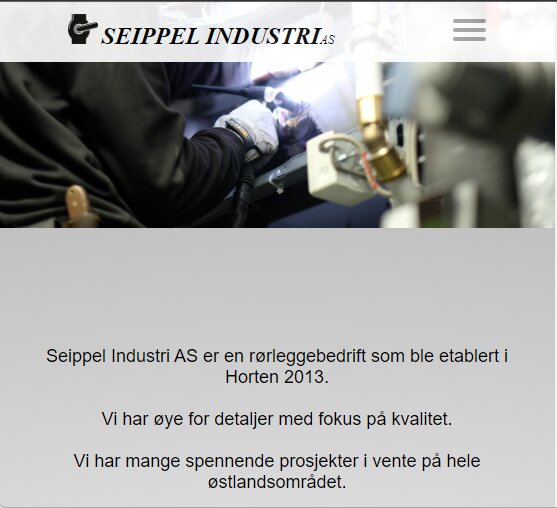 SEIPPEL INDUSTRI AS
Seippel Industri AS er en rørleggebedrift som ble etablert i
Horten 2013.
Vi har øye for detaljer med fokus på kvalitet.
Vi har mange spennende prosjekter i vente på hele
østlandsområdet.